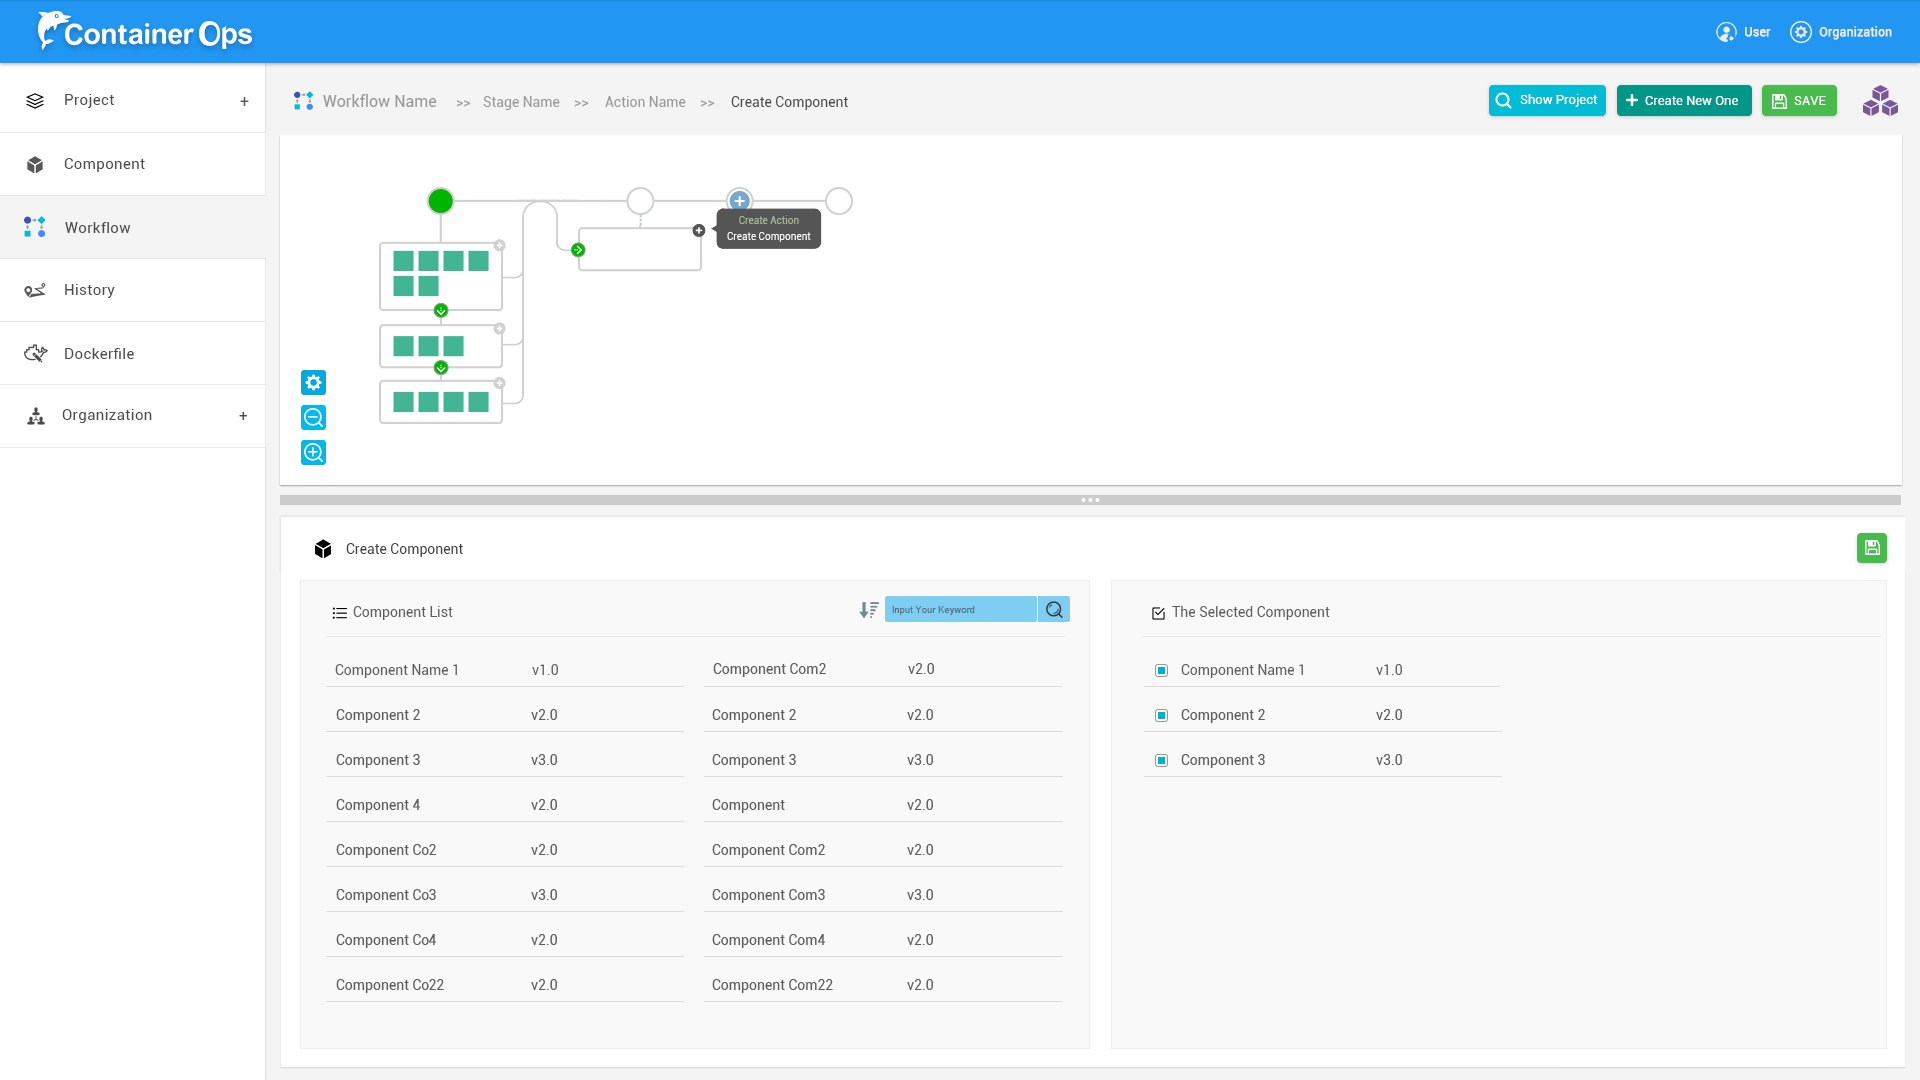 Container Ops
User
Organization
Project +
Component
Workflow
History
Dockerfile
Organization +
Workflow Name >> Stage Name >> Action Name >> Create Component
Show Project
+ Create New One
SAVE
Create Action
Create Component
Create Component
Component List
Input Your Keyword
Component Name 1 v1.0 Component Com2 v2.0
Component 2 v2.0 Component 2 v2.0
Component 3 v3.0 Component 3 v3.0
Component 4 v2.0 Component v2.0
Component Co2 v2.0 Component Com2 v2.0
Component Co3 v3.0 Component Com3 v3.0
Component Co4 v2.0 Component Com4 v2.0
Component Co22 v2.0 Component Com22 v2.0
The Selected Component
Component Name 1 v1.0
Component 2 v2.0
Component 3 v3.0